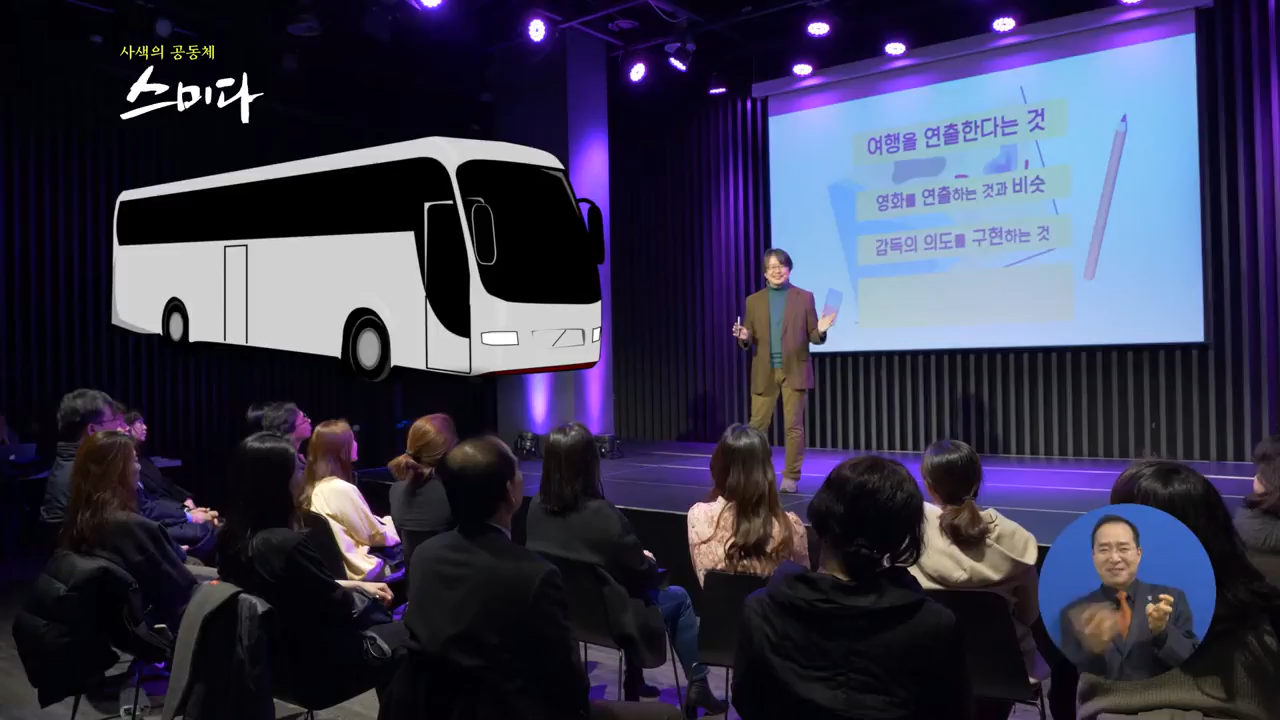 사색의 공동체
스미다
여행을 연출한다는 것
영화를 연출하는 것과 비슷
감독의 의도를 구현하는 것